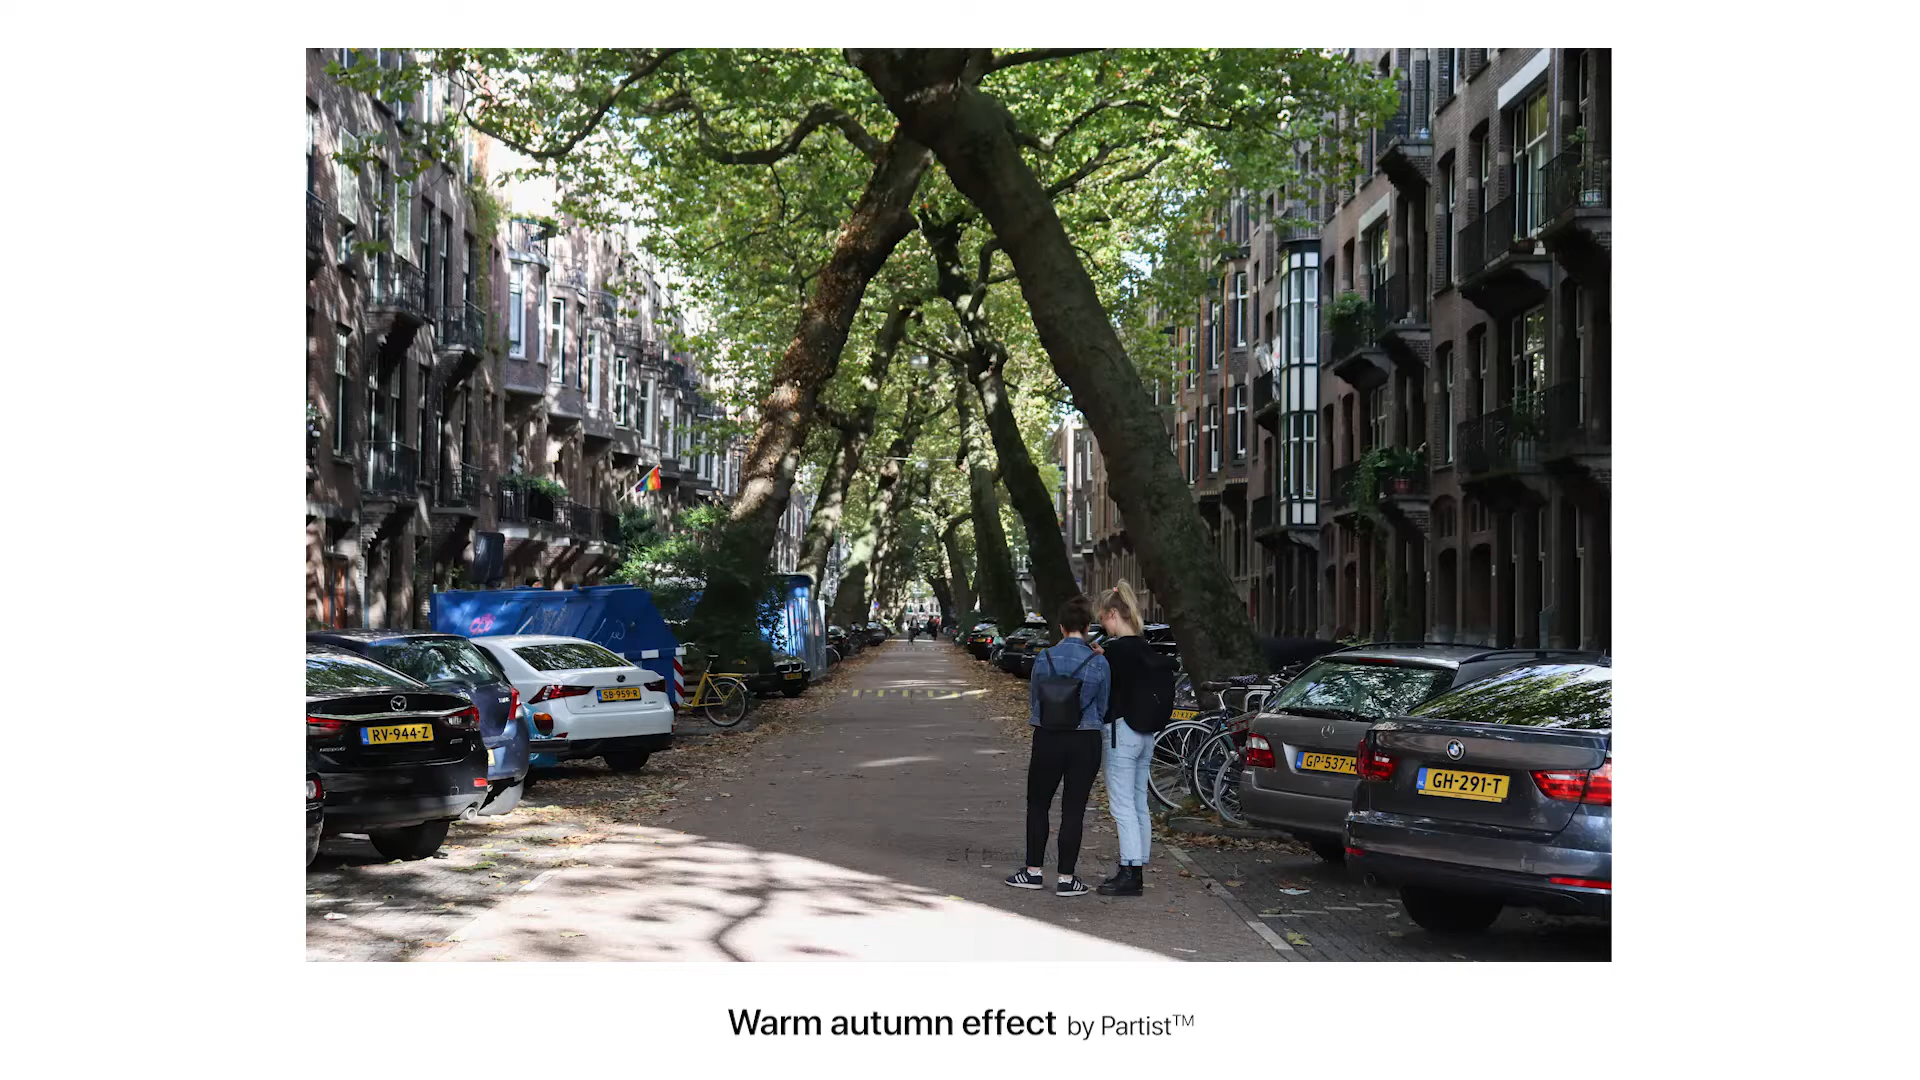 RV-944-Z
SB-959-R
GP-537-H
GH-291-T
Warm autumn effect by Partist™